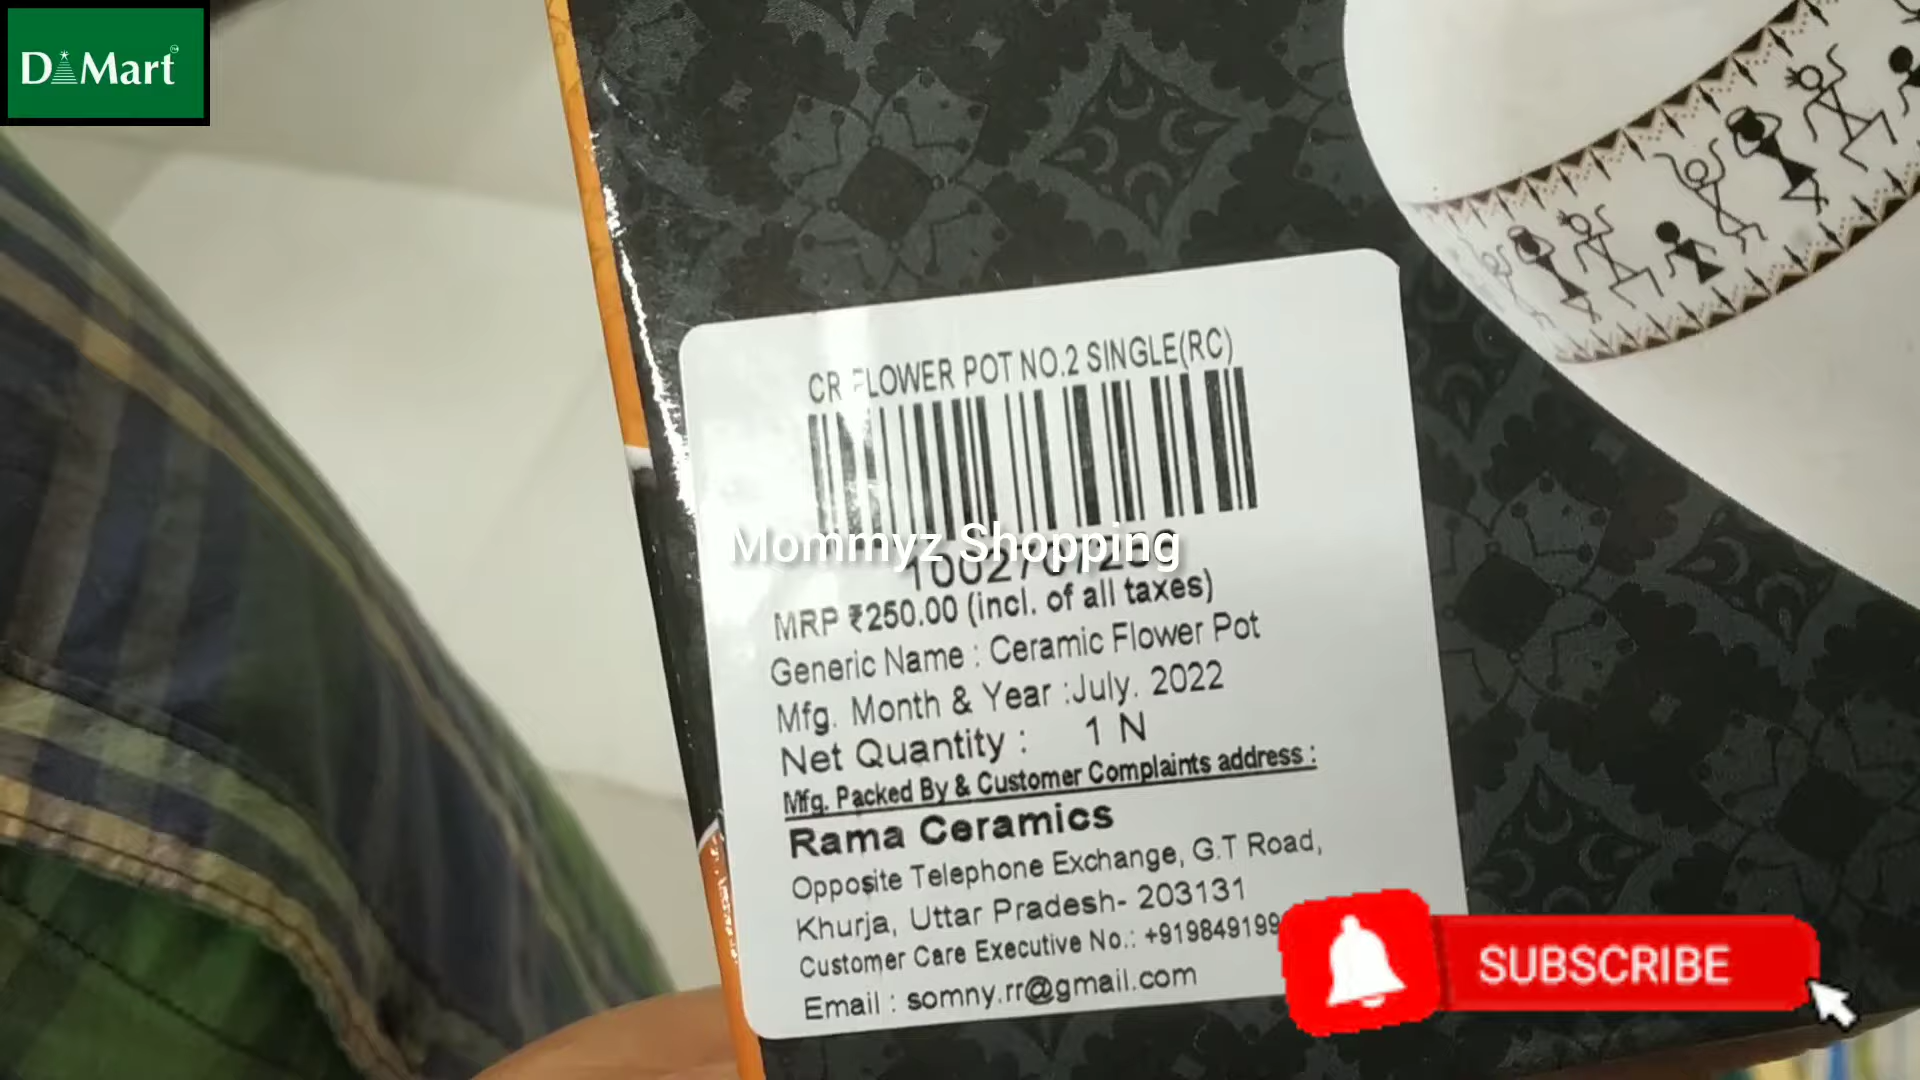 D Mart
CR FLOWER POT NO.2 SINGLE(RC)
Mommyz Shopping
MRP ₹250.00 (incl. of all taxes)
Generic Name : Ceramic Flower Pot
Mfg. Month & Year :July. 2022
Net Quantity : 1 N
Mfg. Packed By & Customer Complaints address :
Rama Ceramics
Opposite Telephone Exchange, G.T Road,
Khurja, Uttar Pradesh- 203131
Customer Care Executive No.:
Email : somny.rr@gmail.com
SUBSCRIBE